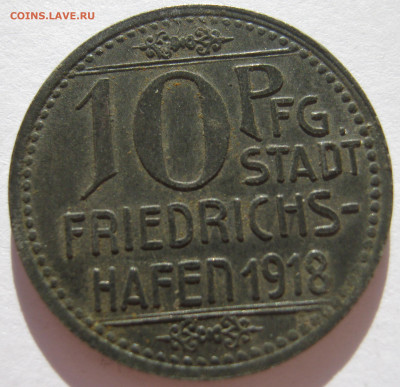 COINS.LAVE.RU
10 PFG.
STADT
FRIEDRICHS-
HAFEN 1918